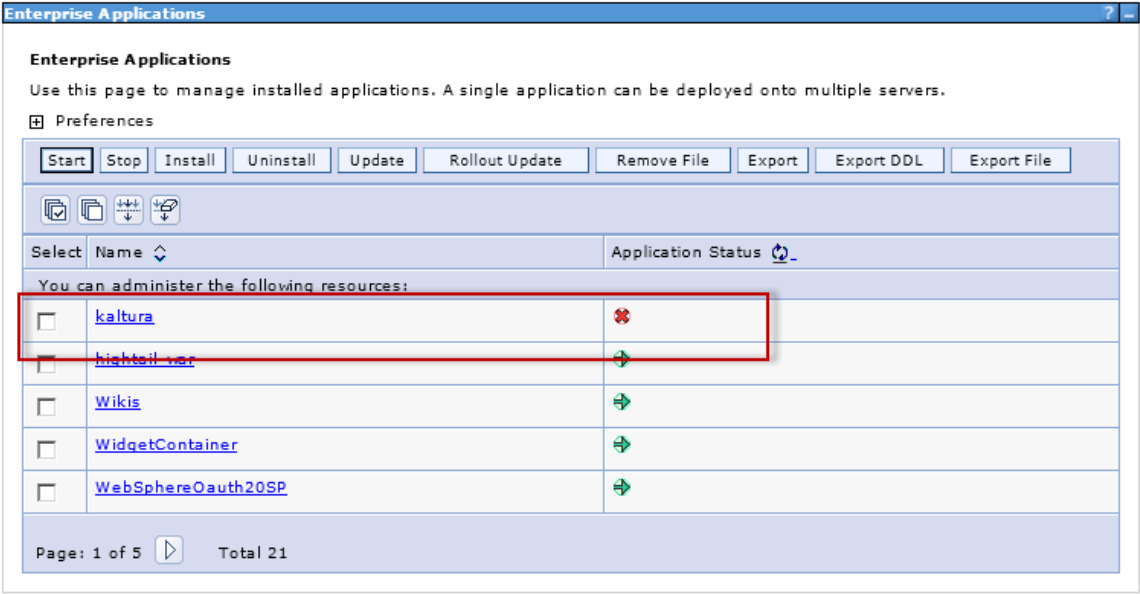 Enterprise Applications
?
Enterprise Applications
Use this page to manage installed applications. A single application can be deployed onto multiple servers.
Preferences
Start Stop Install Uninstall Update Rollout Update Remove File Export Export DDL Export File
Select Name Application Status
You can administer the following resources:
kaltura
hightail-war
Wikis
WidgetContainer
WebSphereOauth20SP
Page: 1 of 5 Total 21